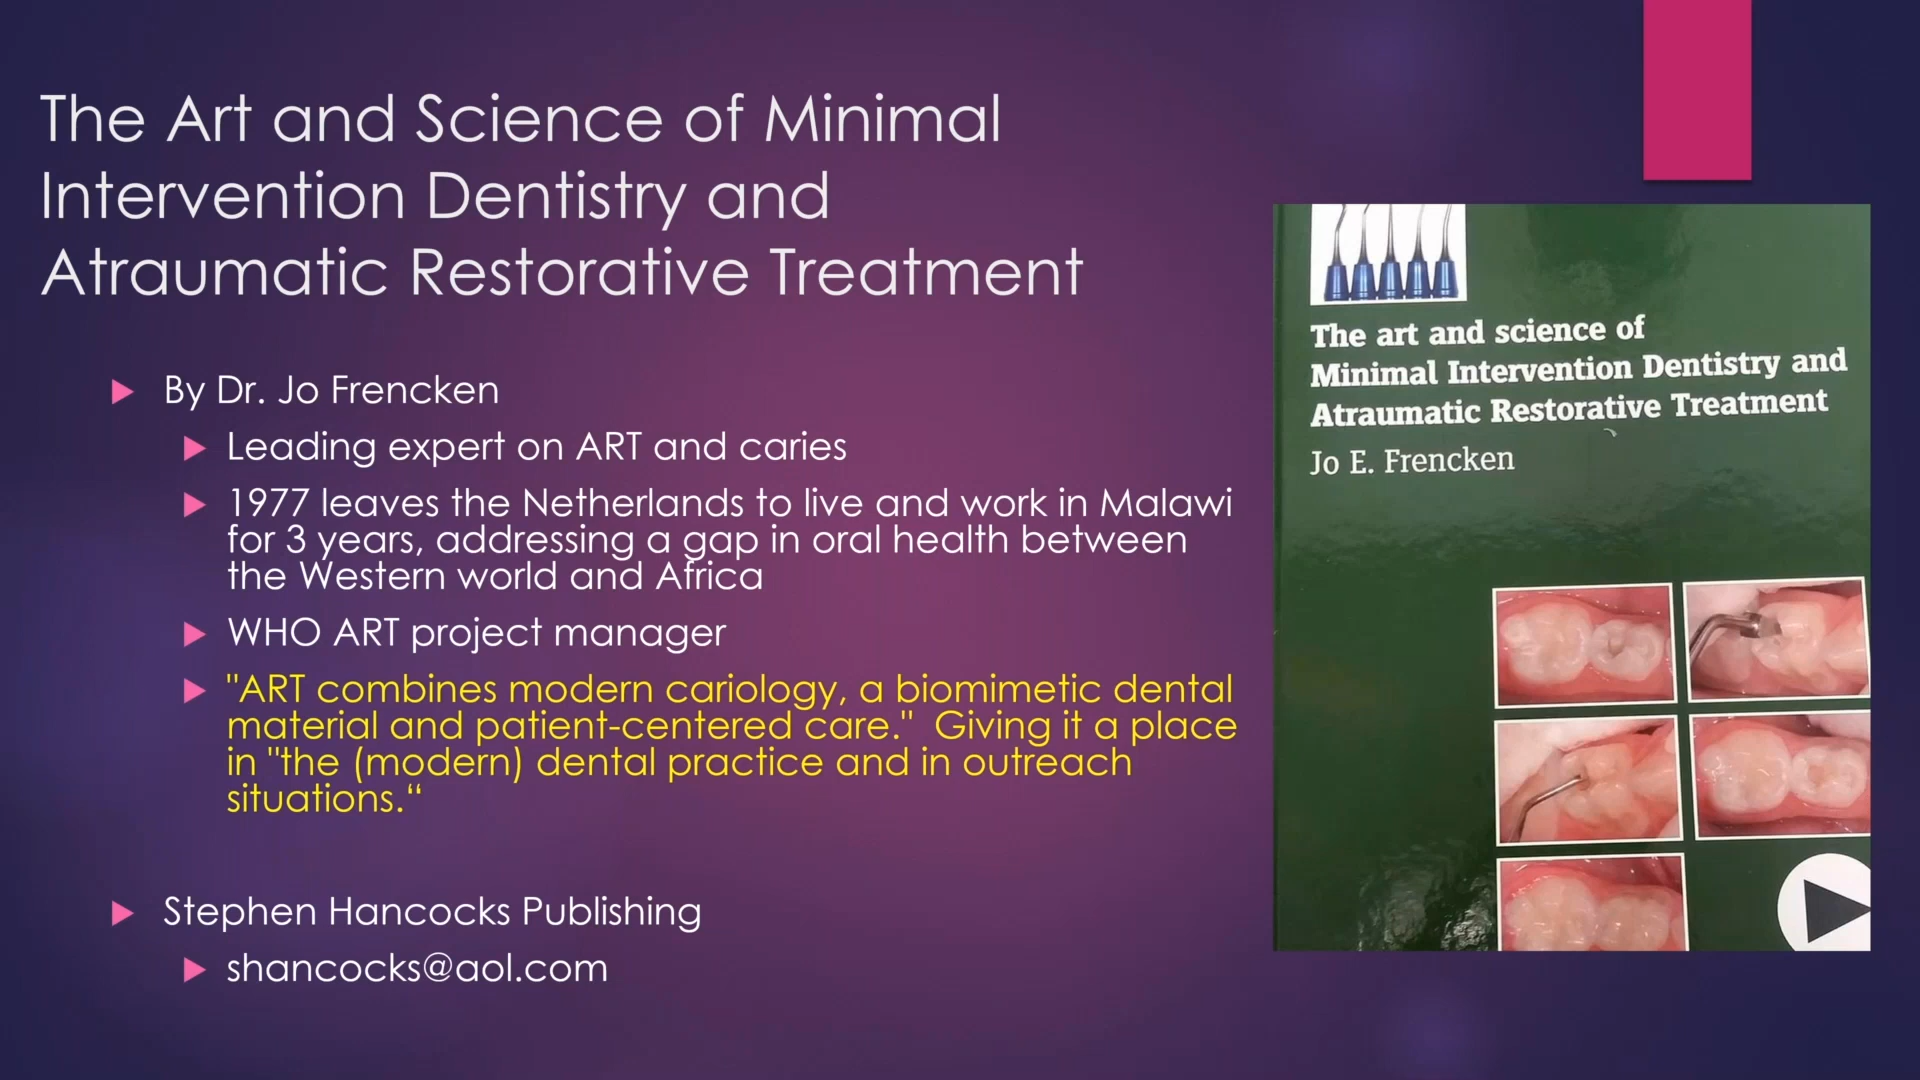 The Art and Science of Minimal
Intervention Dentistry and
Atraumatic Restorative Treatment
By Dr. Jo Frencken
Leading expert on ART and caries
1977 leaves the Netherlands to live and work in Malawi
for 3 years, addressing a gap in oral health between
the Western world and Africa
WHO ART project manager
"ART combines modern cariology, a biomimetic dental
material and patient-centered care."  Giving it a place
in "the (modern) dental practice and in outreach
situations.“
Stephen Hancocks Publishing
shancocks@aol.com
The art and science of
Minimal Intervention Dentistry and
Atraumatic Restorative Treatment
Jo E. Frencken